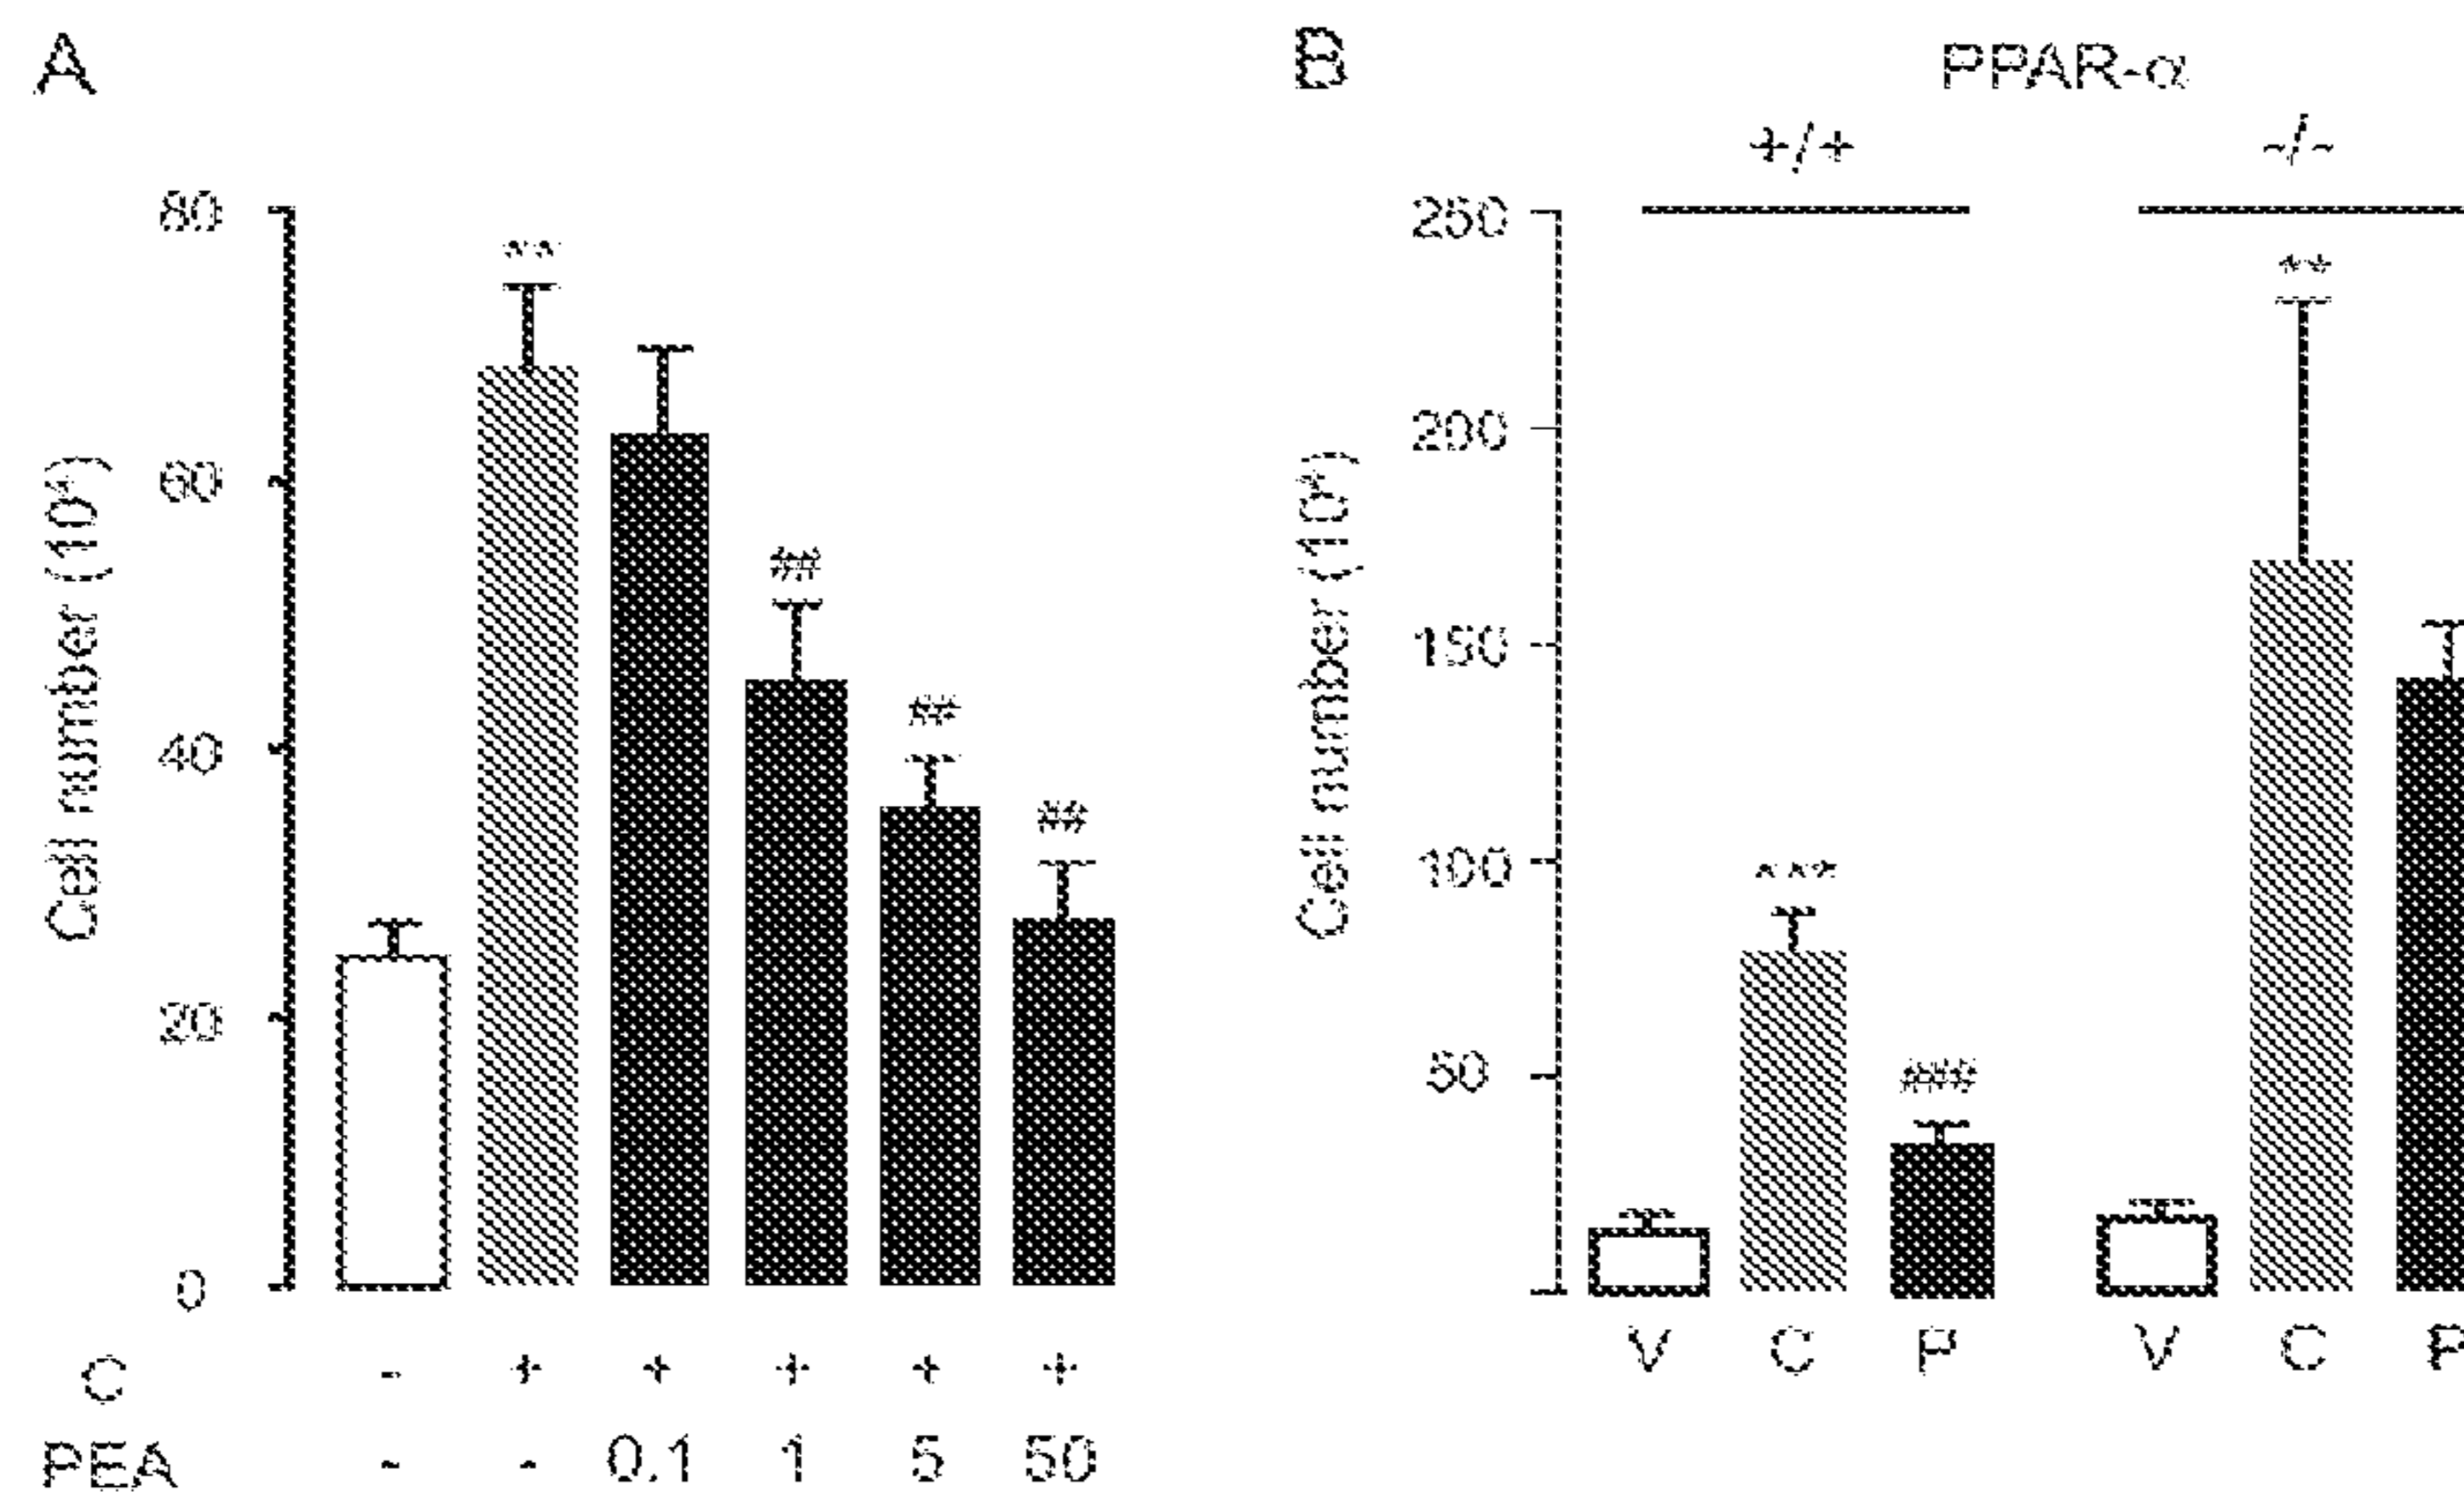 A
Cell number (10⁴)
80
60
40
20
0
**
##
##
##
C - + + + + +
PEA - - 0.1 1 5 50
B
PPAR-α
+/+ -/-
Cell number (10⁴)
250
200
150
100
50
***
###
**
V C P V C P